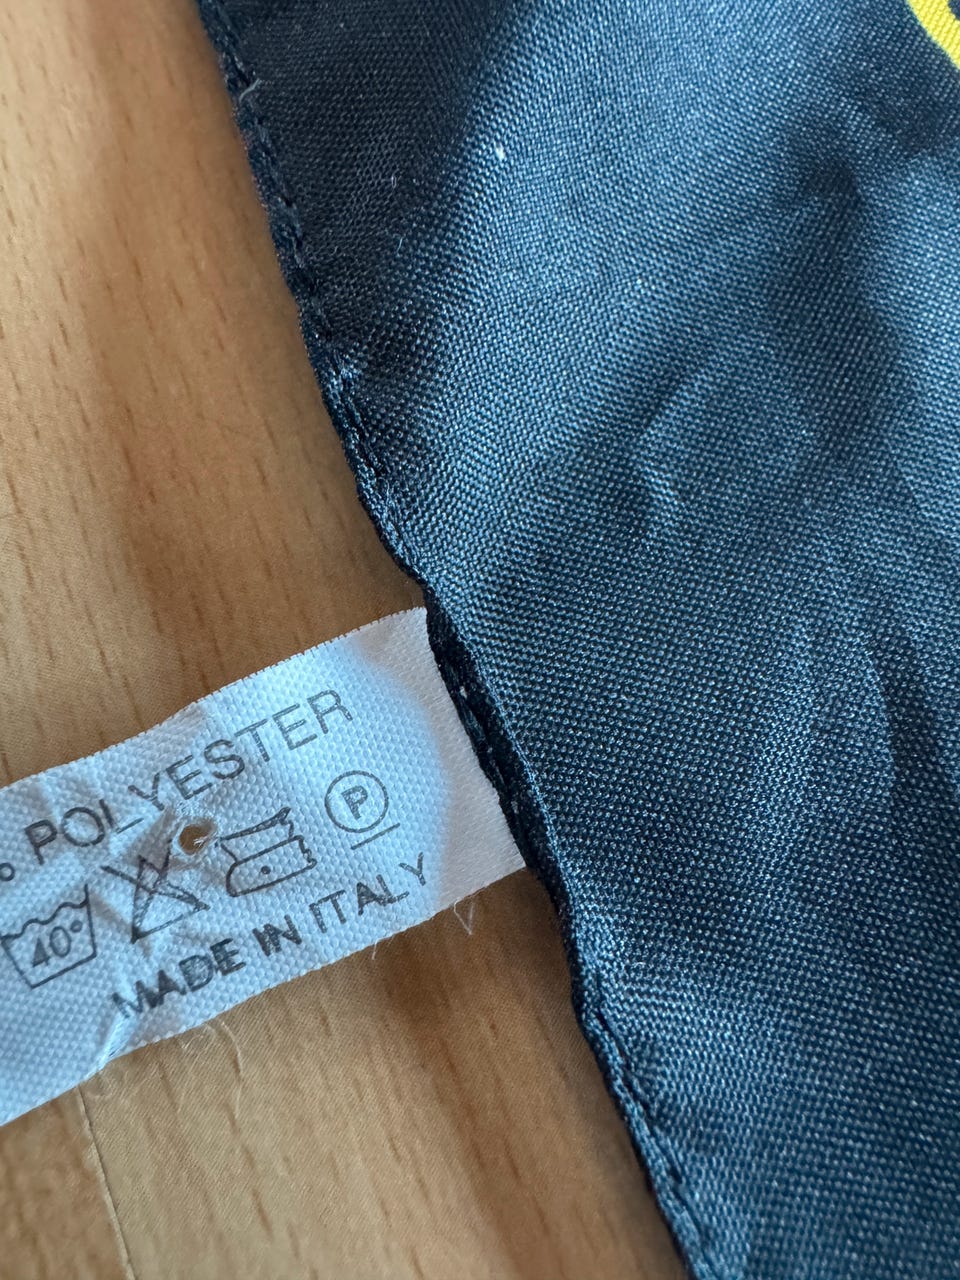 % POLYESTER
40° P
MADE IN ITALY